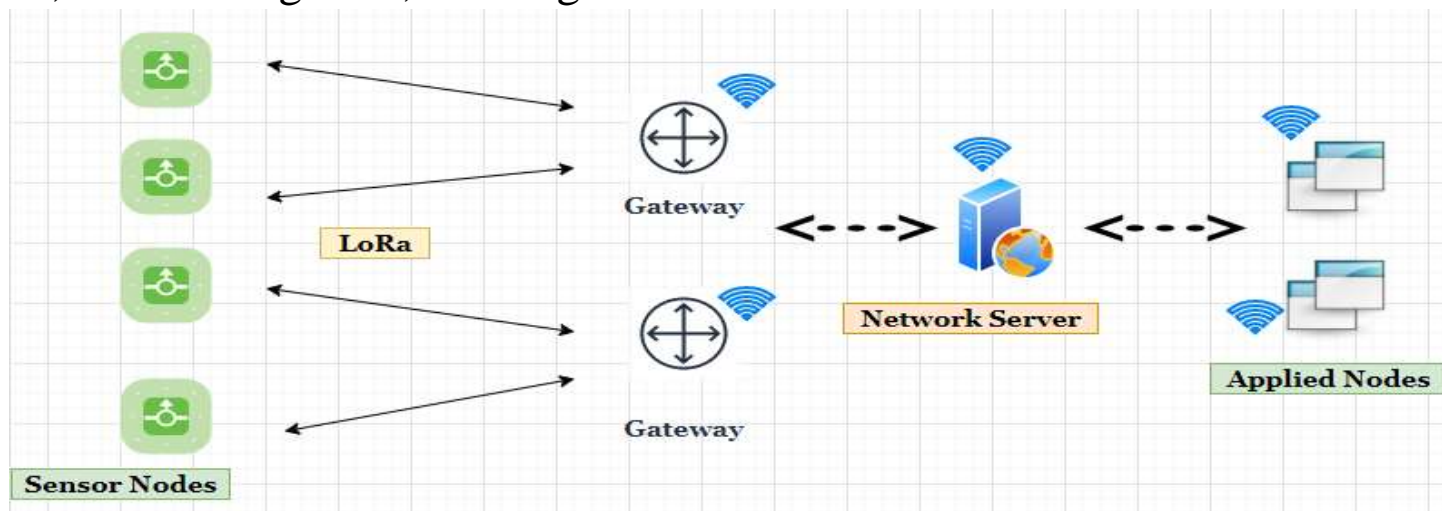 Gateway
LoRa
Gateway
Network Server
Applied Nodes
Sensor Nodes